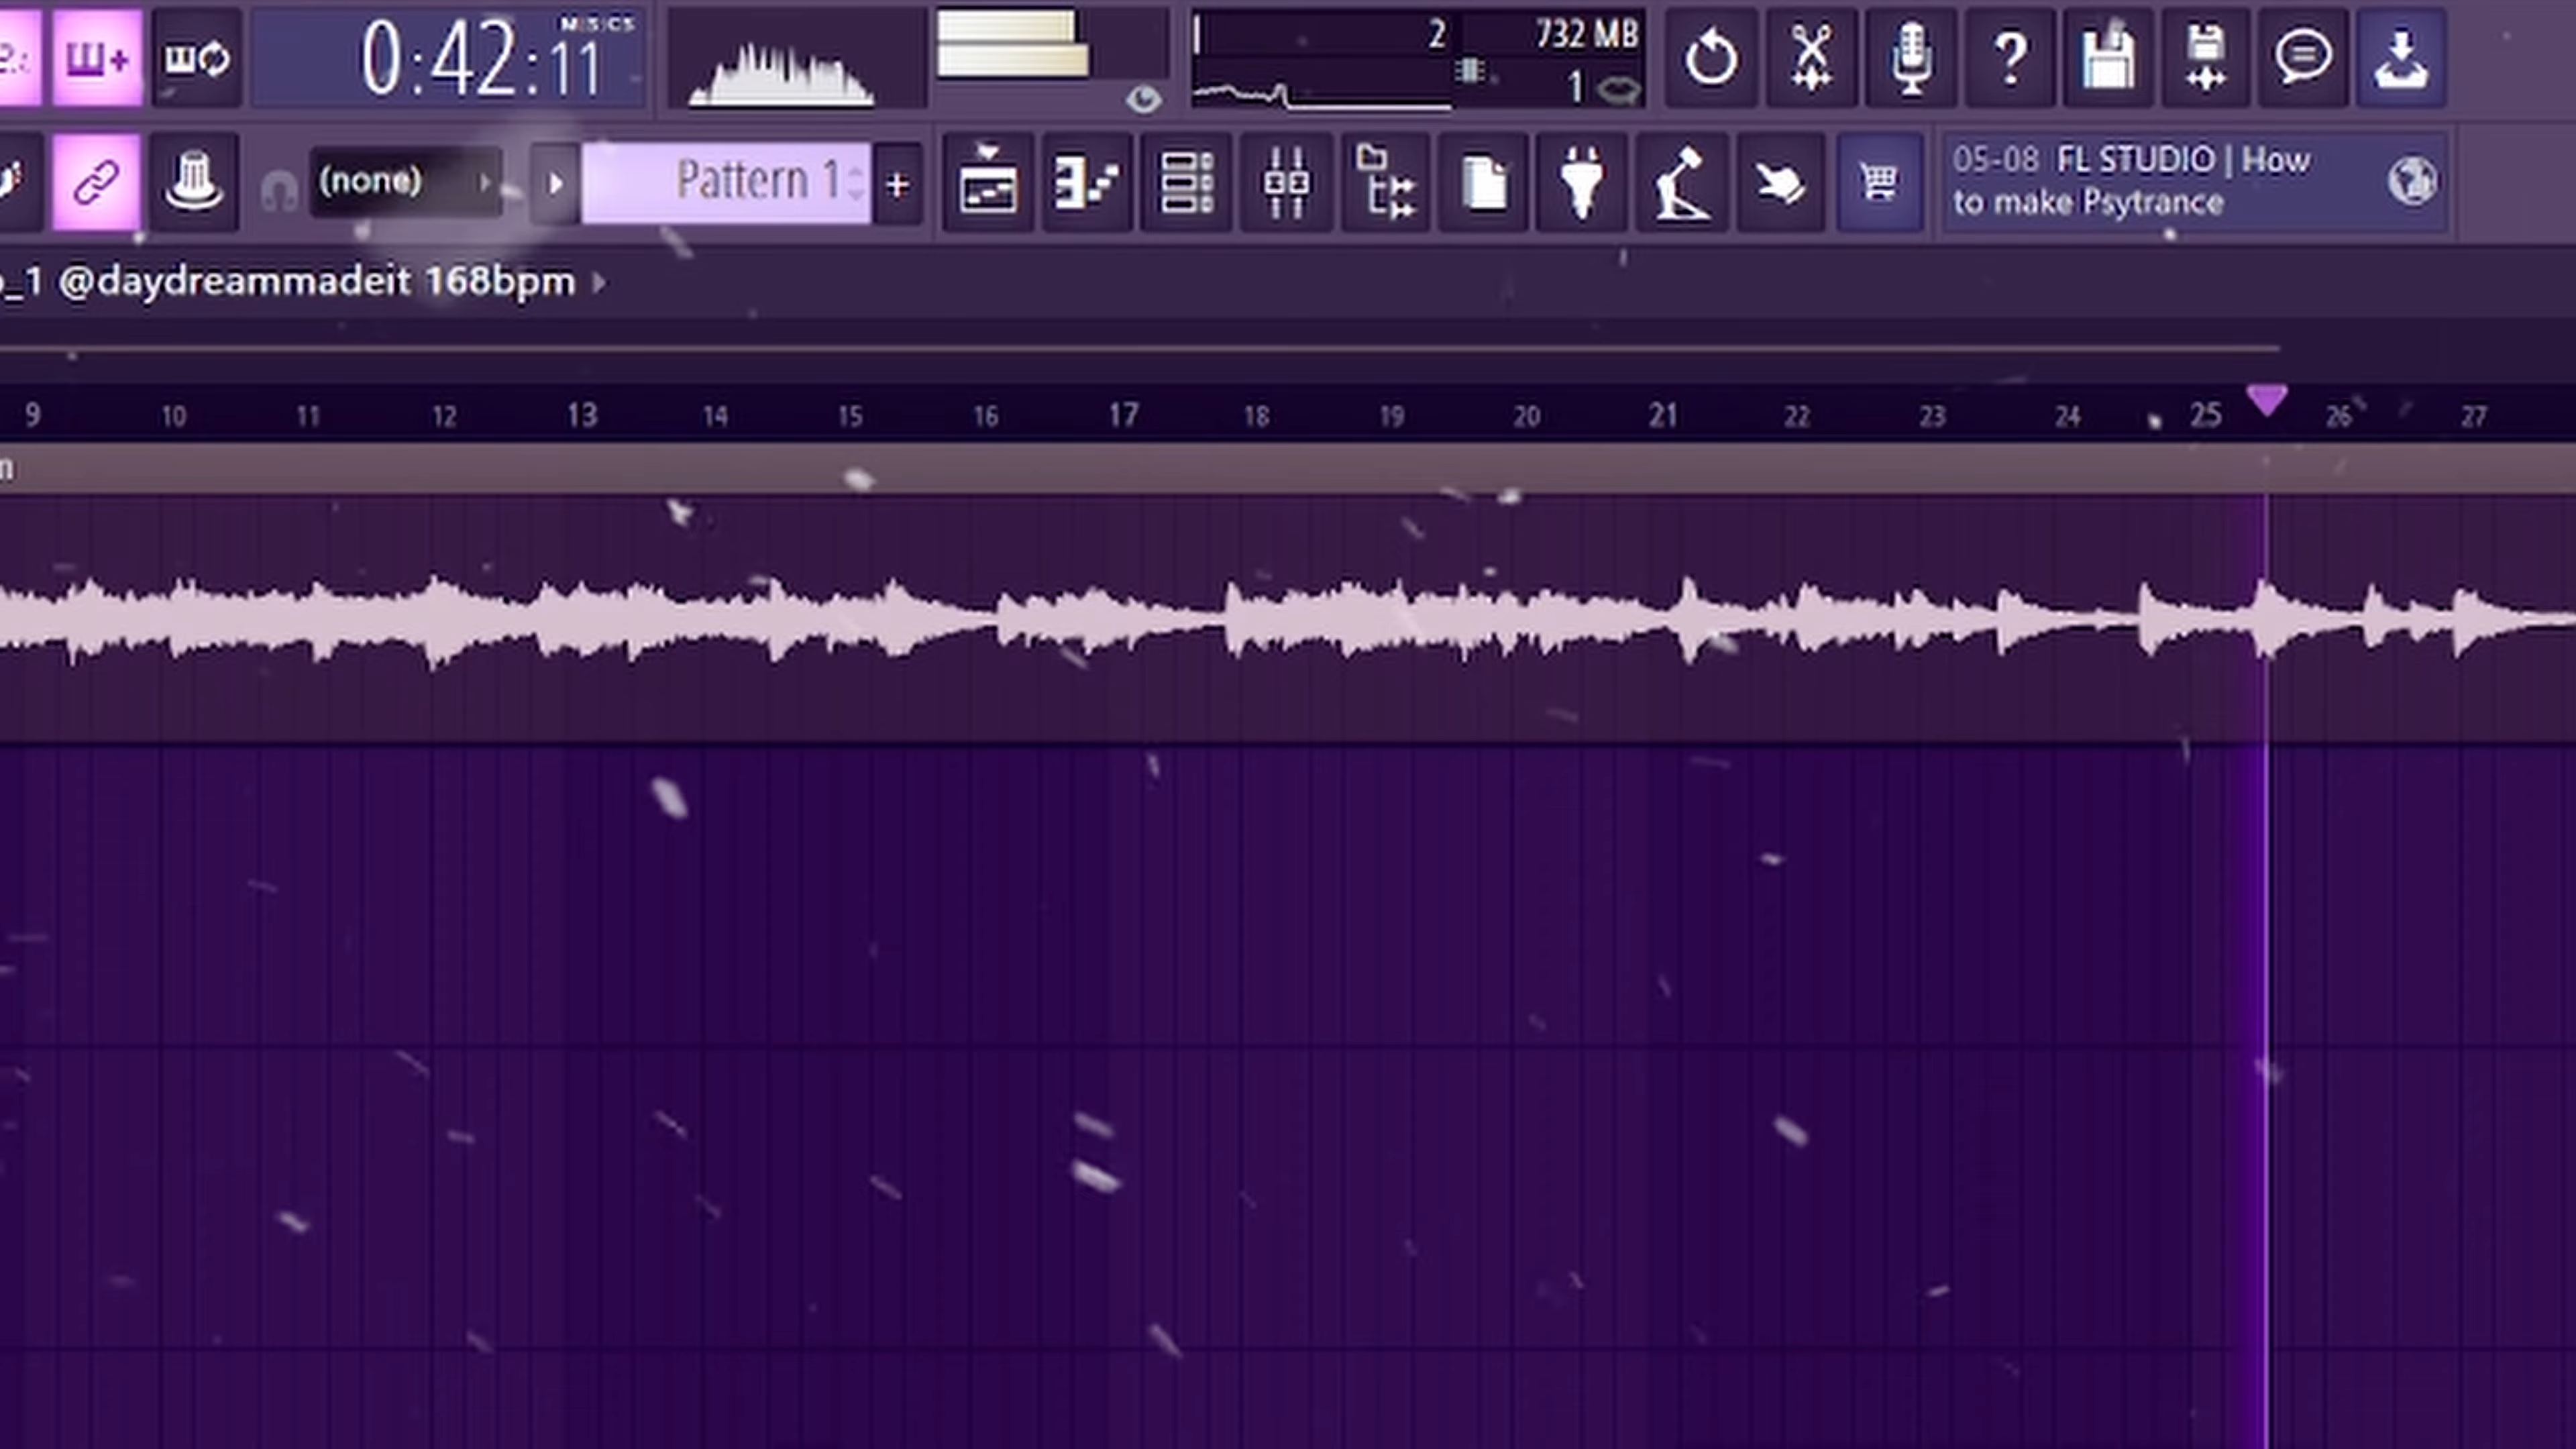 0:42:11
M:S:CS
2
732 MB
1
(none)
Pattern 1
+
05-08 FL STUDIO | How
to make Psytrance
_1 @daydreammadeit 168bpm
9 10 11 12 13 14 15 16 17 18 19 20 21 22 23 24 25 26 27